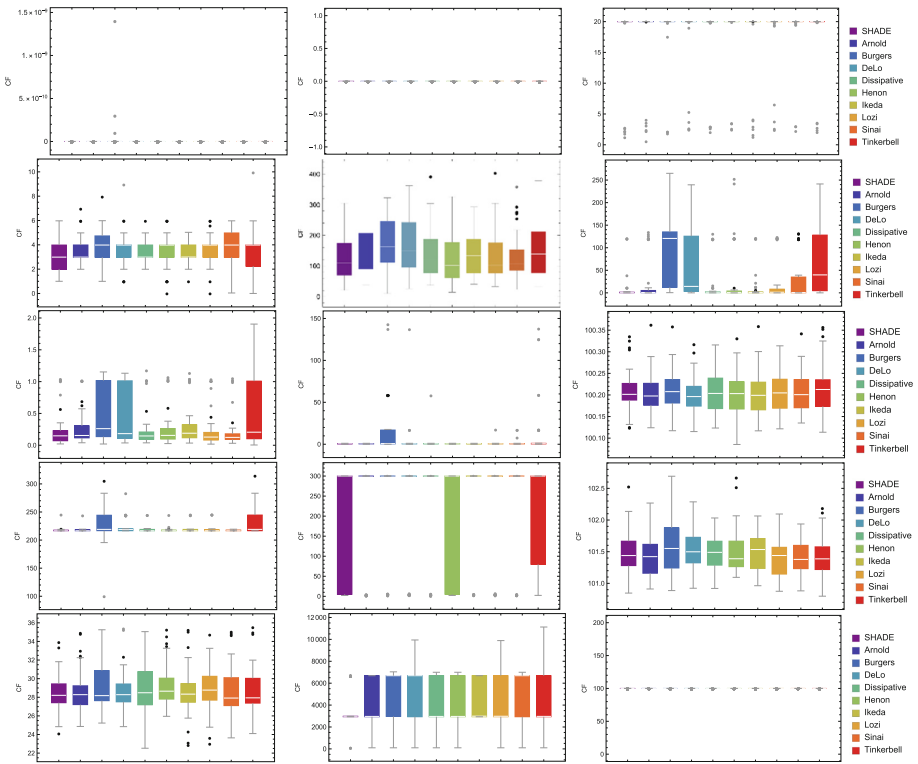 1.5×10⁻⁹
1.×10⁻⁹
5.×10⁻¹⁰
0
CF
1.0
0.5
0.0
−0.5
−1.0
CF
20
15
10
5
0
CF
SHADE
Arnold
Burgers
DeLo
Dissipative
Henon
Ikeda
Lozi
Sinai
Tinkerbell
10
8
6
4
2
0
CF
400
300
200
100
0
CF
250
200
150
100
50
0
CF
SHADE
Arnold
Burgers
DeLo
Dissipative
Henon
Ikeda
Lozi
Sinai
Tinkerbell
2.0
1.5
1.0
0.5
0.0
CF
150
100
50
0
CF
100.35
100.30
100.25
100.20
100.15
100.10
CF
SHADE
Arnold
Burgers
DeLo
Dissipative
Henon
Ikeda
Lozi
Sinai
Tinkerbell
300
250
200
150
100
CF
300
250
200
150
100
50
0
CF
102.5
102.0
101.5
101.0
CF
SHADE
Arnold
Burgers
DeLo
Dissipative
Henon
Ikeda
Lozi
Sinai
Tinkerbell
36
34
32
30
28
26
24
22
CF
12000
10000
8000
6000
4000
2000
0
CF
200
150
100
50
0
CF
SHADE
Arnold
Burgers
DeLo
Dissipative
Henon
Ikeda
Lozi
Sinai
Tinkerbell